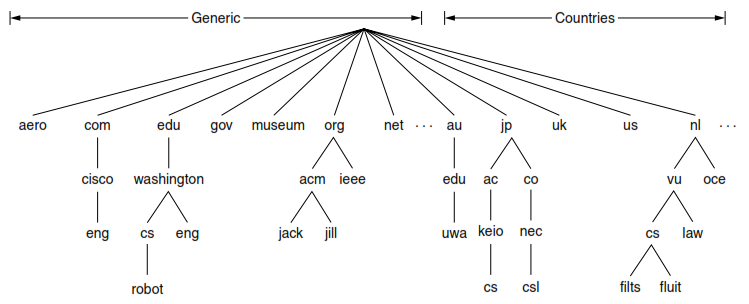 Generic Countries
aero com edu gov museum org net ... au jp uk us nl ...
cisco washington acm ieee edu ac co vu oce
eng cs eng jack jill uwa keio nec cs law
robot cs csl filts fluit